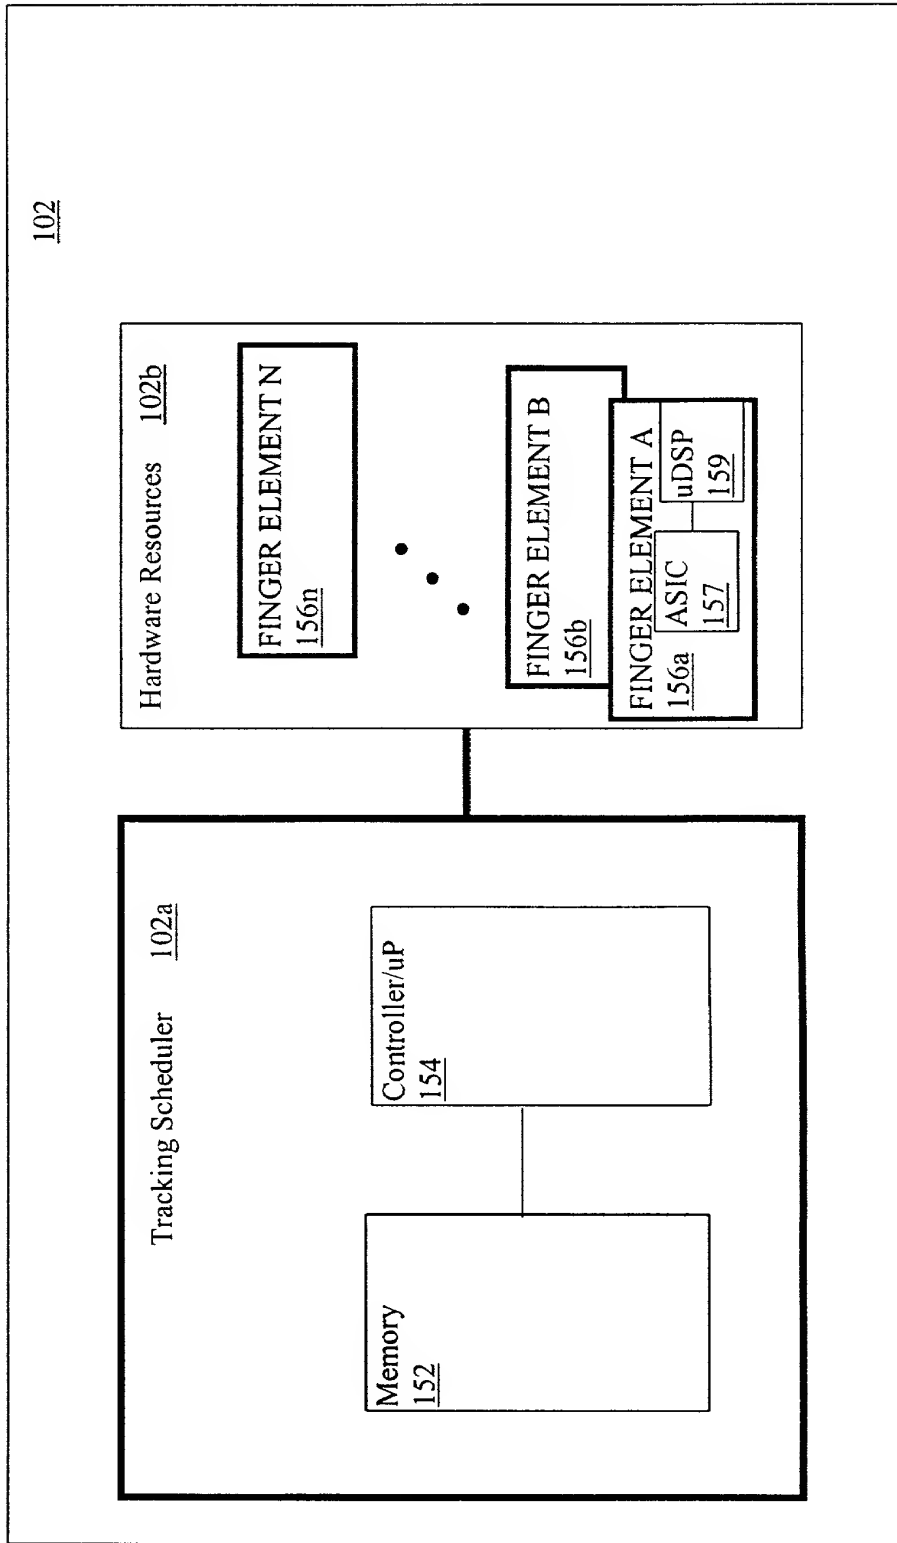 102
Tracking Scheduler 102a
Memory
152
Controller/uP
154
Hardware Resources 102b
FINGER ELEMENT N
156n
FINGER ELEMENT B
156b
FINGER ELEMENT A
156a
ASIC
157
uDSP
159